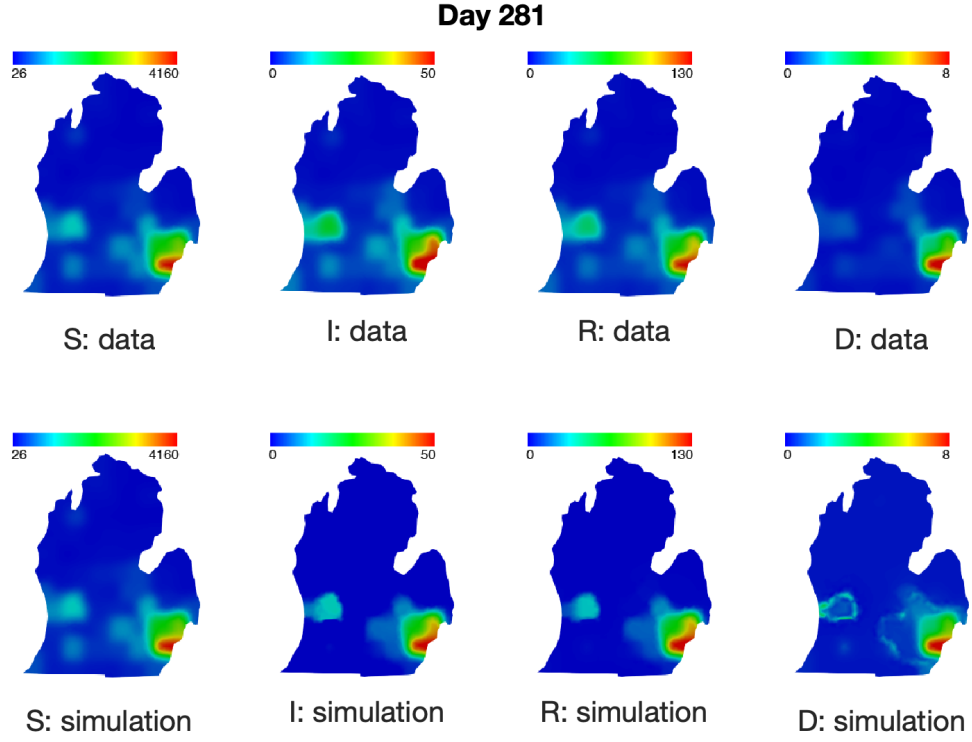 Day 281
26 4160 0 50 0 130 0 8
S: data I: data R: data D: data
26 4160 0 50 0 130 0 8
S: simulation I: simulation R: simulation D: simulation